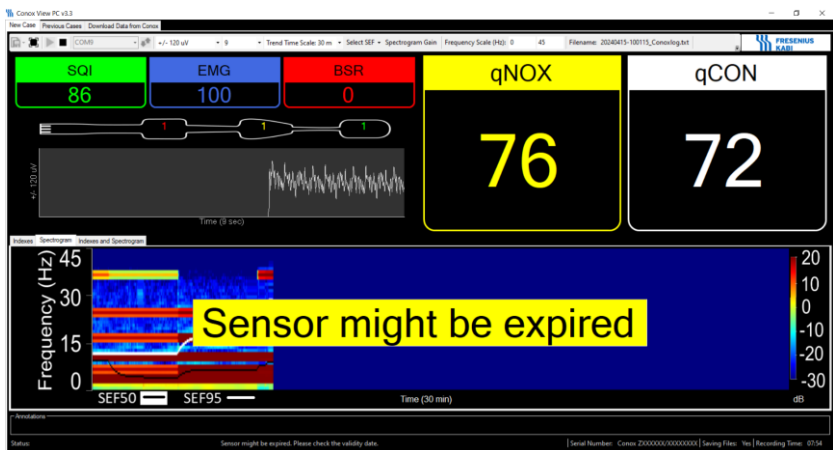 Conox View PC v3.3
New Case Previous Cases Download Data from Conox
COM9 +/- 120 uV 9 Trend Time Scale: 30 m Select SEF Spectrogram Gain Frequency Scale (Hz): 0 45 Filename: 20240415-100115_Conoxlog.txt FRESENIUS KABI
SQI EMG BSR qNOX qCON
86 100 0 76 72
1 1 1
+/- 120 uV
Time (9 sec)
Indexes Spectrogram Indexes and Spectrogram
Frequency (Hz)
45
30
15
0
20
10
0
-10
-20
-30
dB
Sensor might be expired
SEF50 SEF95 Time (30 min)
Annotations
Status: Sensor might be expired. Please check the validity date. Serial Number: Conox ZXXXXXX/XXXXXXXX Saving Files: Yes Recording Time: 07:54